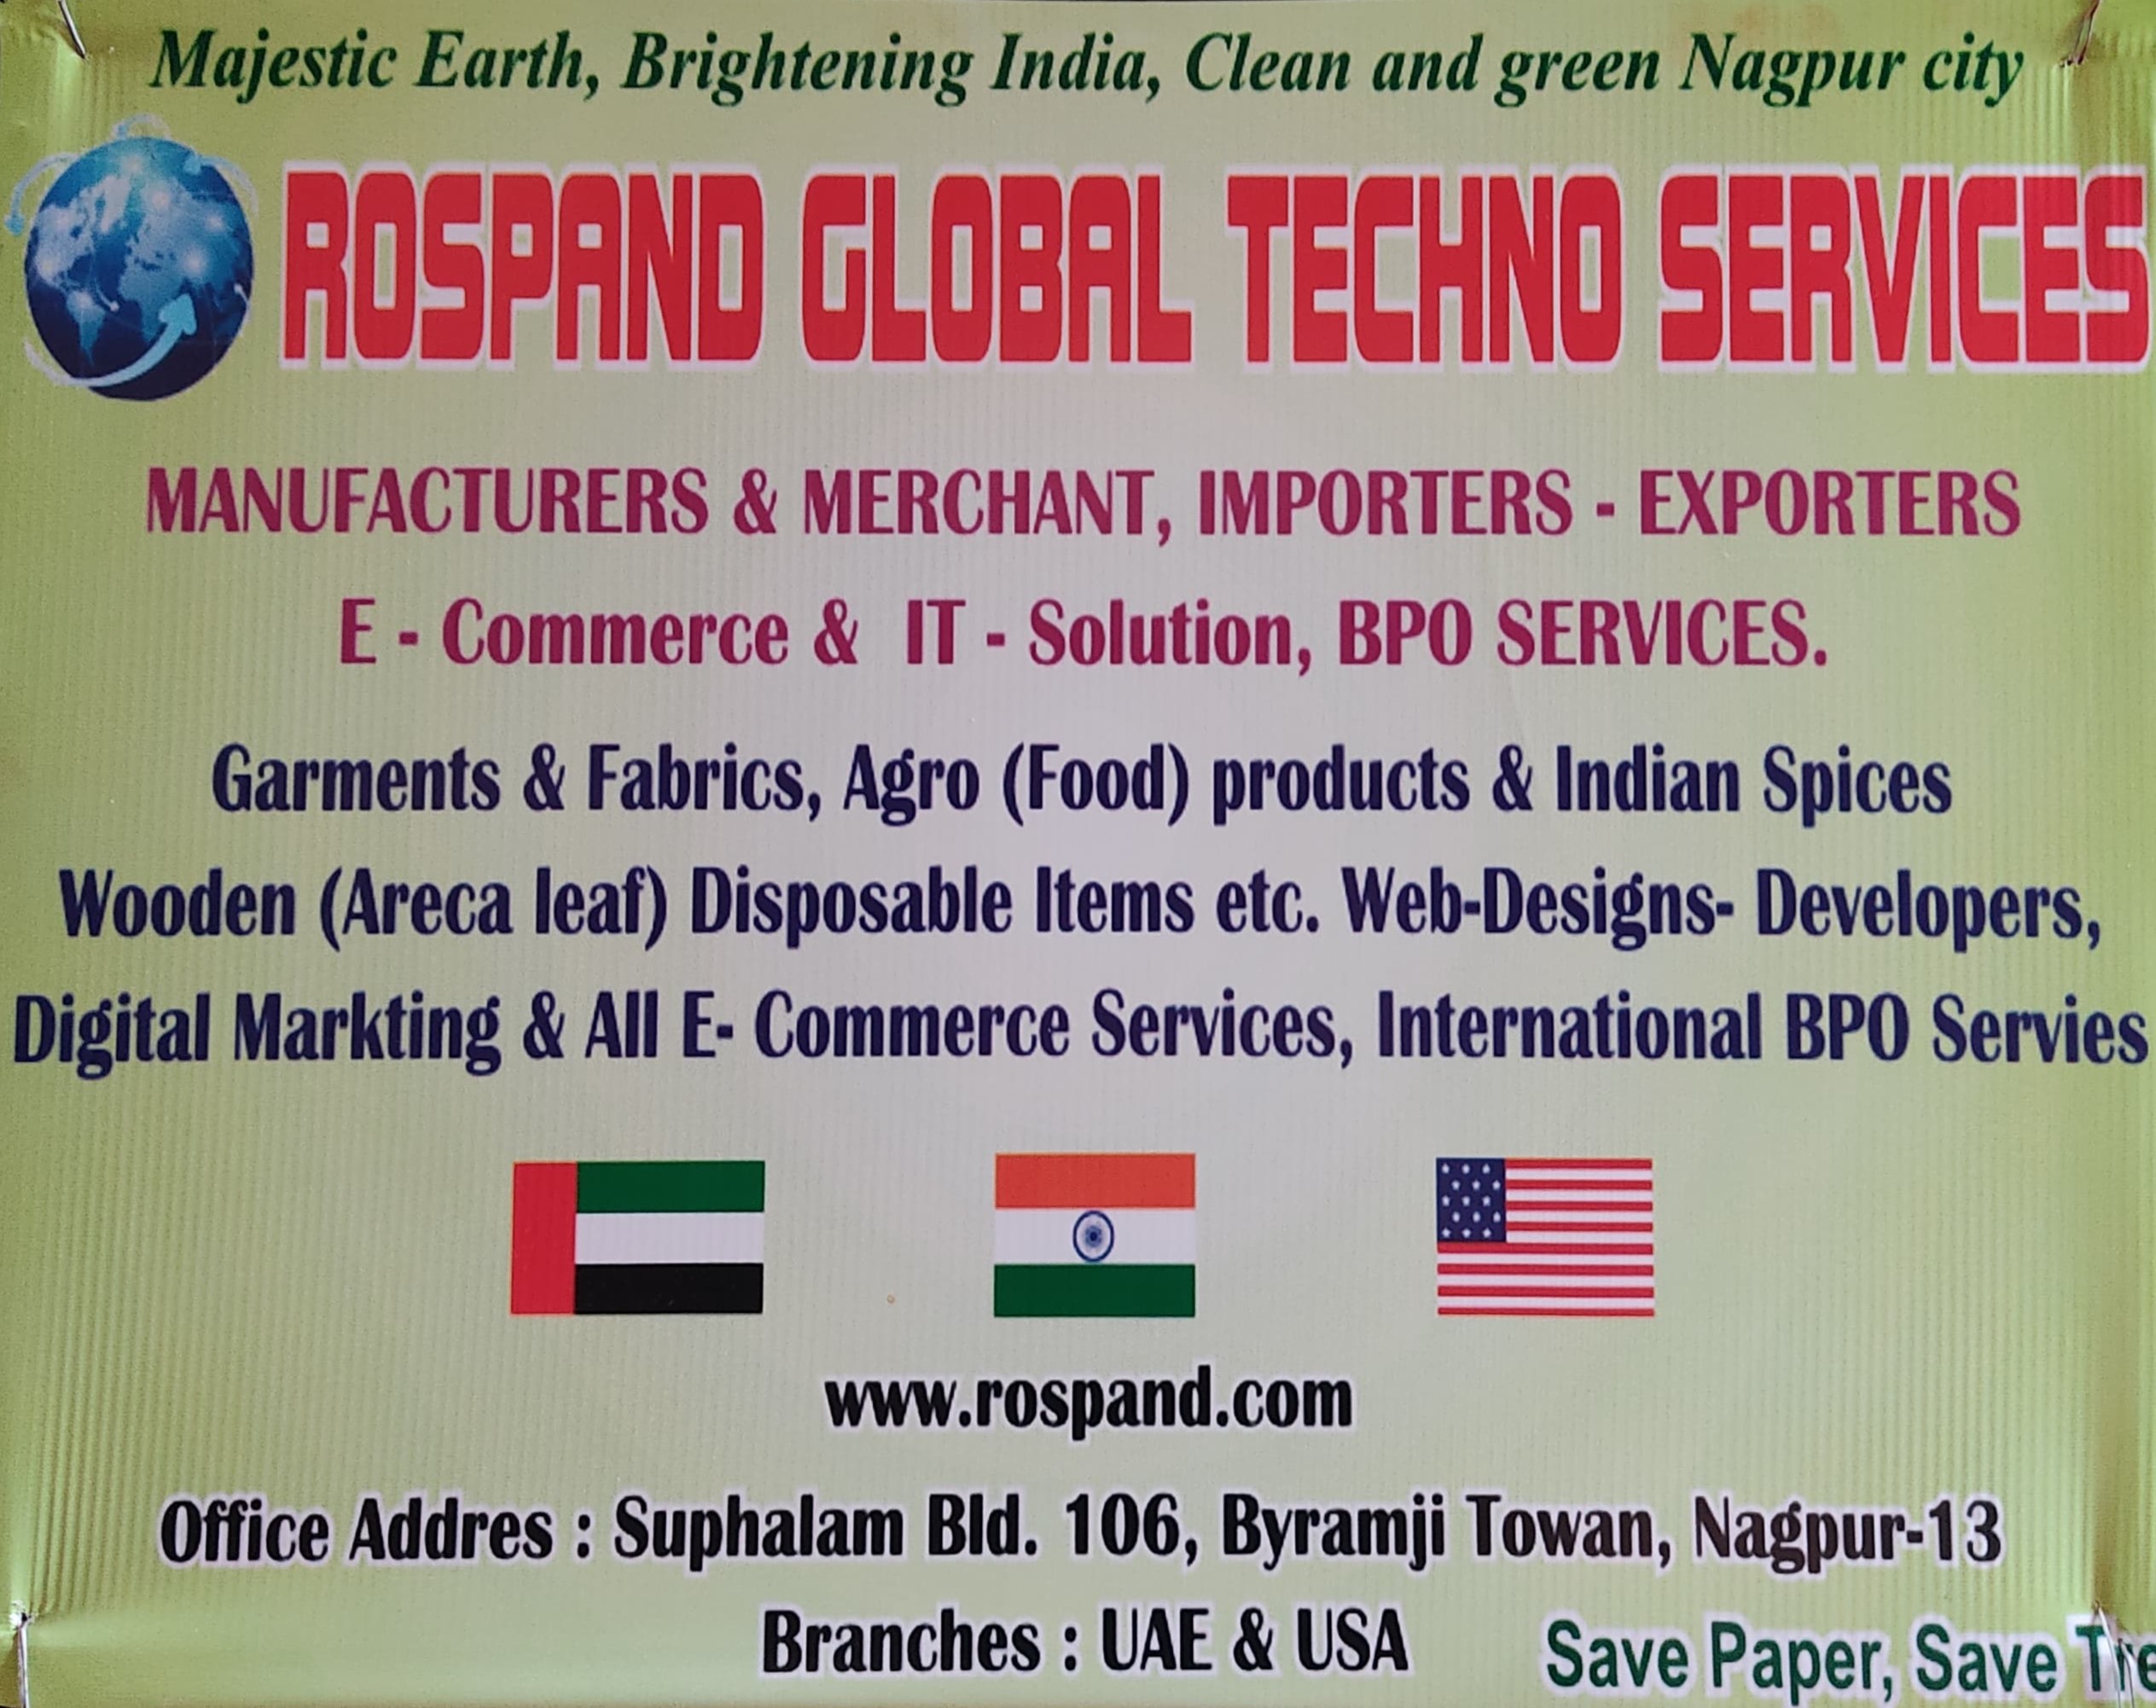 Majestic Earth, Brightening India, Clean and green Nagpur city
ROSPAND GLOBAL TECHNO SERVICES
MANUFACTURERS & MERCHANT, IMPORTERS - EXPORTERS
E - Commerce & IT - Solution, BPO SERVICES.
Garments & Fabrics, Agro (Food) products & Indian Spices
Wooden (Areca leaf) Disposable Items etc. Web-Designs- Developers,
Digital Markting & All E- Commerce Services, International BPO Servies
www.rospand.com
Office Addres : Suphalam Bld. 106, Byramji Towan, Nagpur-13
Branches : UAE & USA
Save Paper, Save